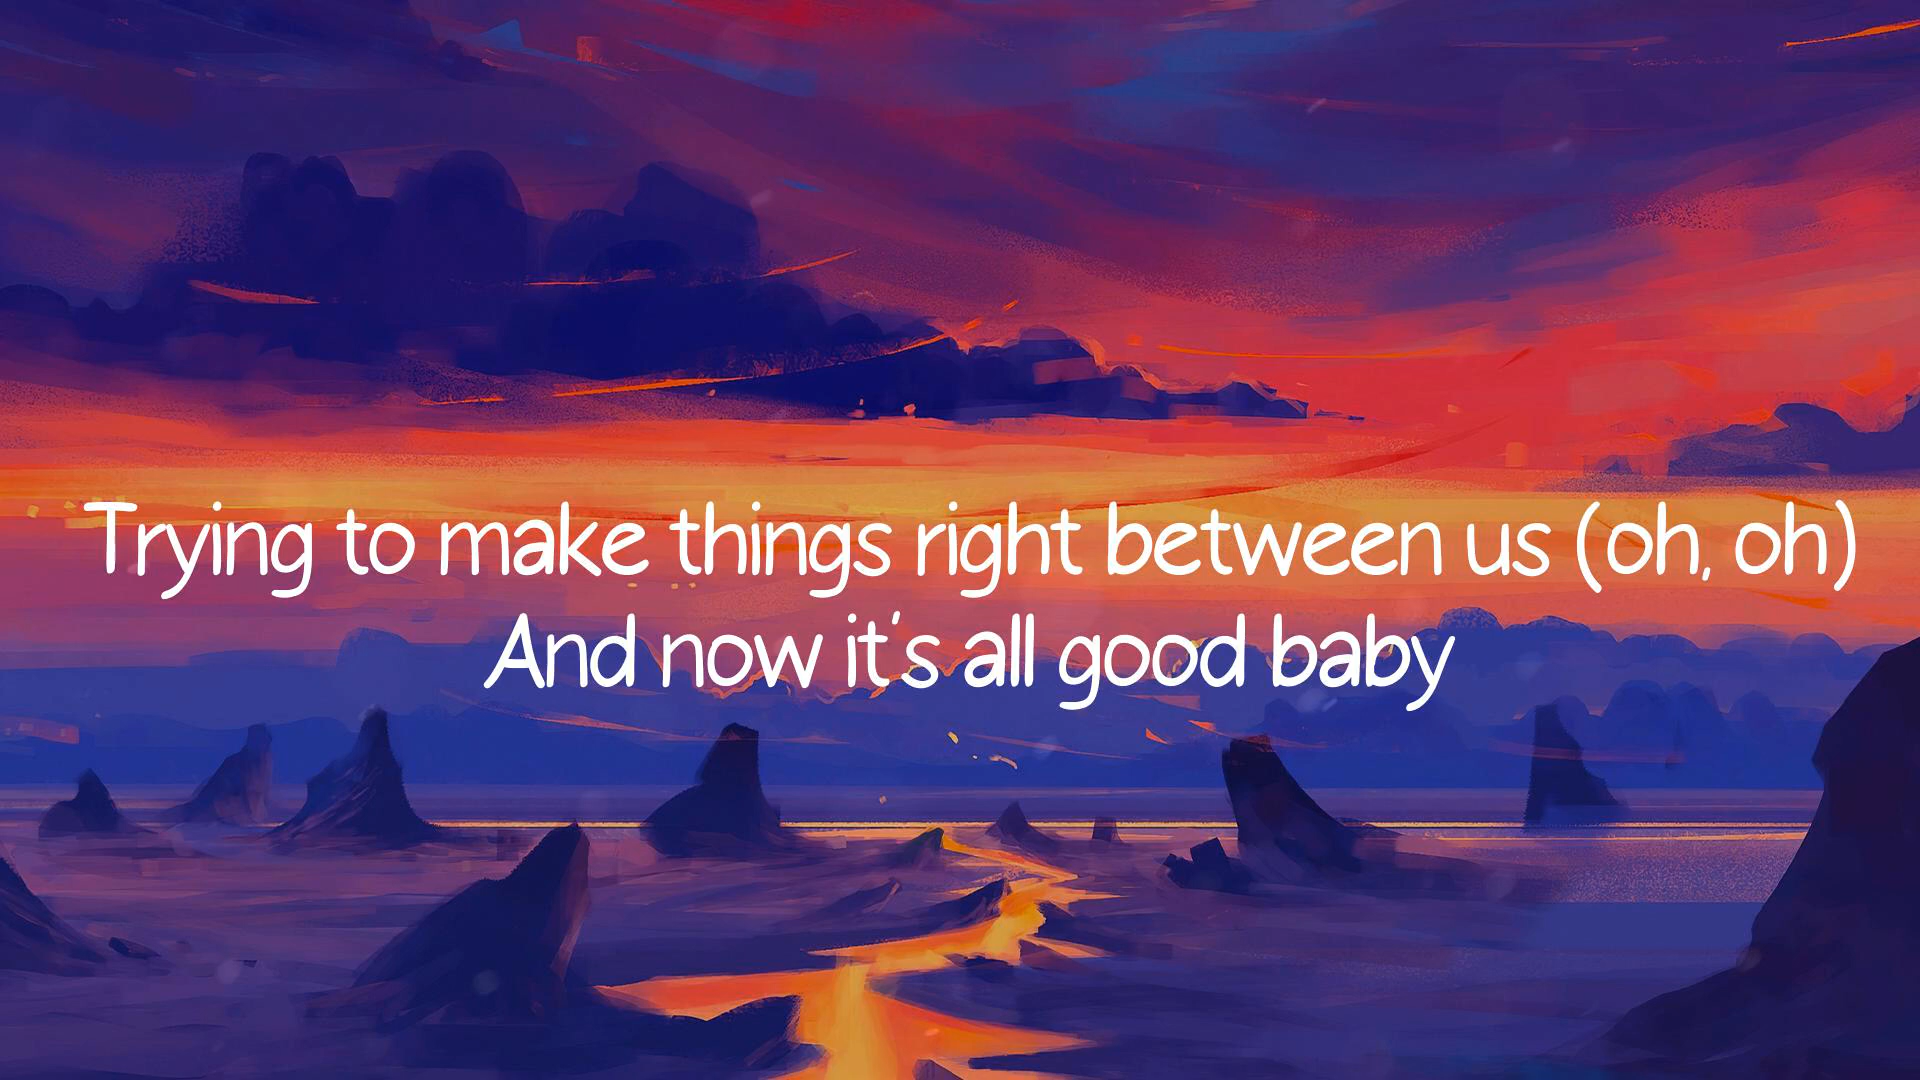 Trying to make things right between us (oh, oh)
And now it's all good baby